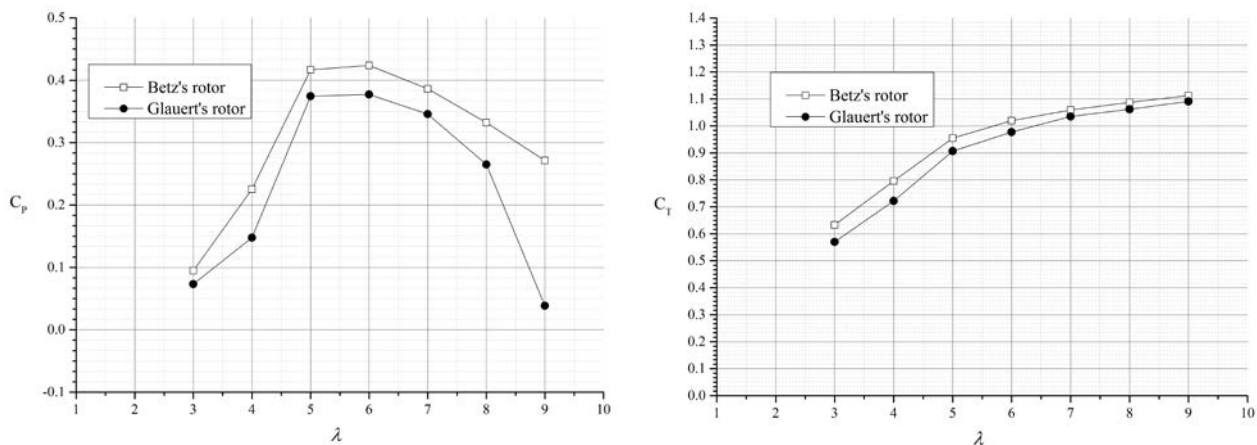 0.5
0.4
0.3
0.2
0.1
0.0
-0.1
C_P
Betz's rotor
Glauert's rotor
1 2 3 4 5 6 7 8 9 10
λ
1.4
1.3
1.2
1.1
1.0
0.9
0.8
0.7
0.6
0.5
0.4
0.3
0.2
0.1
0.0
C_T
Betz's rotor
Glauert's rotor
1 2 3 4 5 6 7 8 9 10
λ